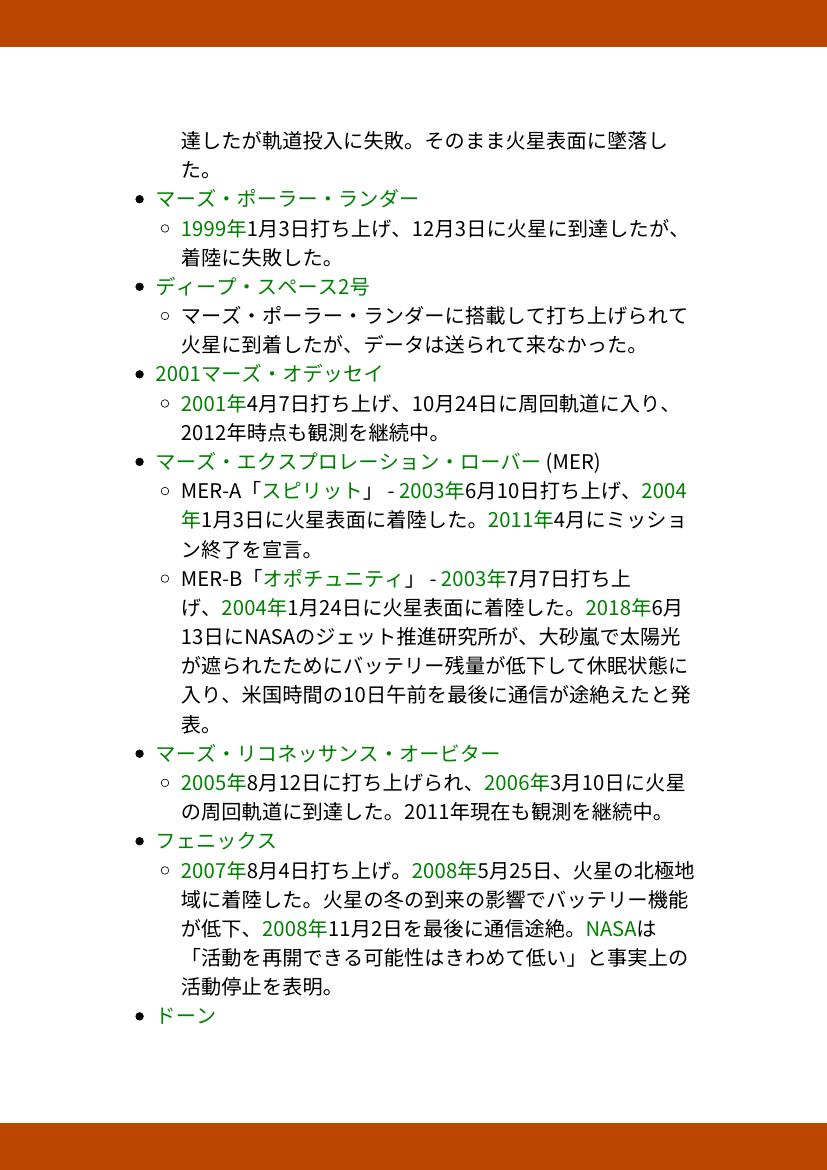 達したが軌道投入に失敗。そのまま火星表面に墜落し
た。
マーズ・ポーラー・ランダー
1999年1月3日打ち上げ、12月3日に火星に到達したが、
着陸に失敗した。
ディープ・スペース2号
マーズ・ポーラー・ランダーに搭載して打ち上げられて
火星に到着したが、データは送られて来なかった。
2001マーズ・オデッセイ
2001年4月7日打ち上げ、10月24日に周回軌道に入り、
2012年時点も観測を継続中。
マーズ・エクスプロレーション・ローバー (MER)
MER-A「スピリット」 - 2003年6月10日打ち上げ、2004
年1月3日に火星表面に着陸した。2011年4月にミッショ
ン終了を宣言。
MER-B「オポチュニティ」 - 2003年7月7日打ち上
げ、2004年1月24日に火星表面に着陸した。2018年6月
13日にNASAのジェット推進研究所が、大砂嵐で太陽光
が遮られたためにバッテリー残量が低下して休眠状態に
入り、米国時間の10日午前を最後に通信が途絶えたと発
表。
マーズ・リコネッサンス・オービター
2005年8月12日に打ち上げられ、2006年3月10日に火星
の周回軌道に到達した。2011年現在も観測を継続中。
フェニックス
2007年8月4日打ち上げ。2008年5月25日、火星の北極地
域に着陸した。火星の冬の到来の影響でバッテリー機能
が低下、2008年11月2日を最後に通信途絶。NASAは
「活動を再開できる可能性はきわめて低い」と事実上の
活動停止を表明。
ドーン